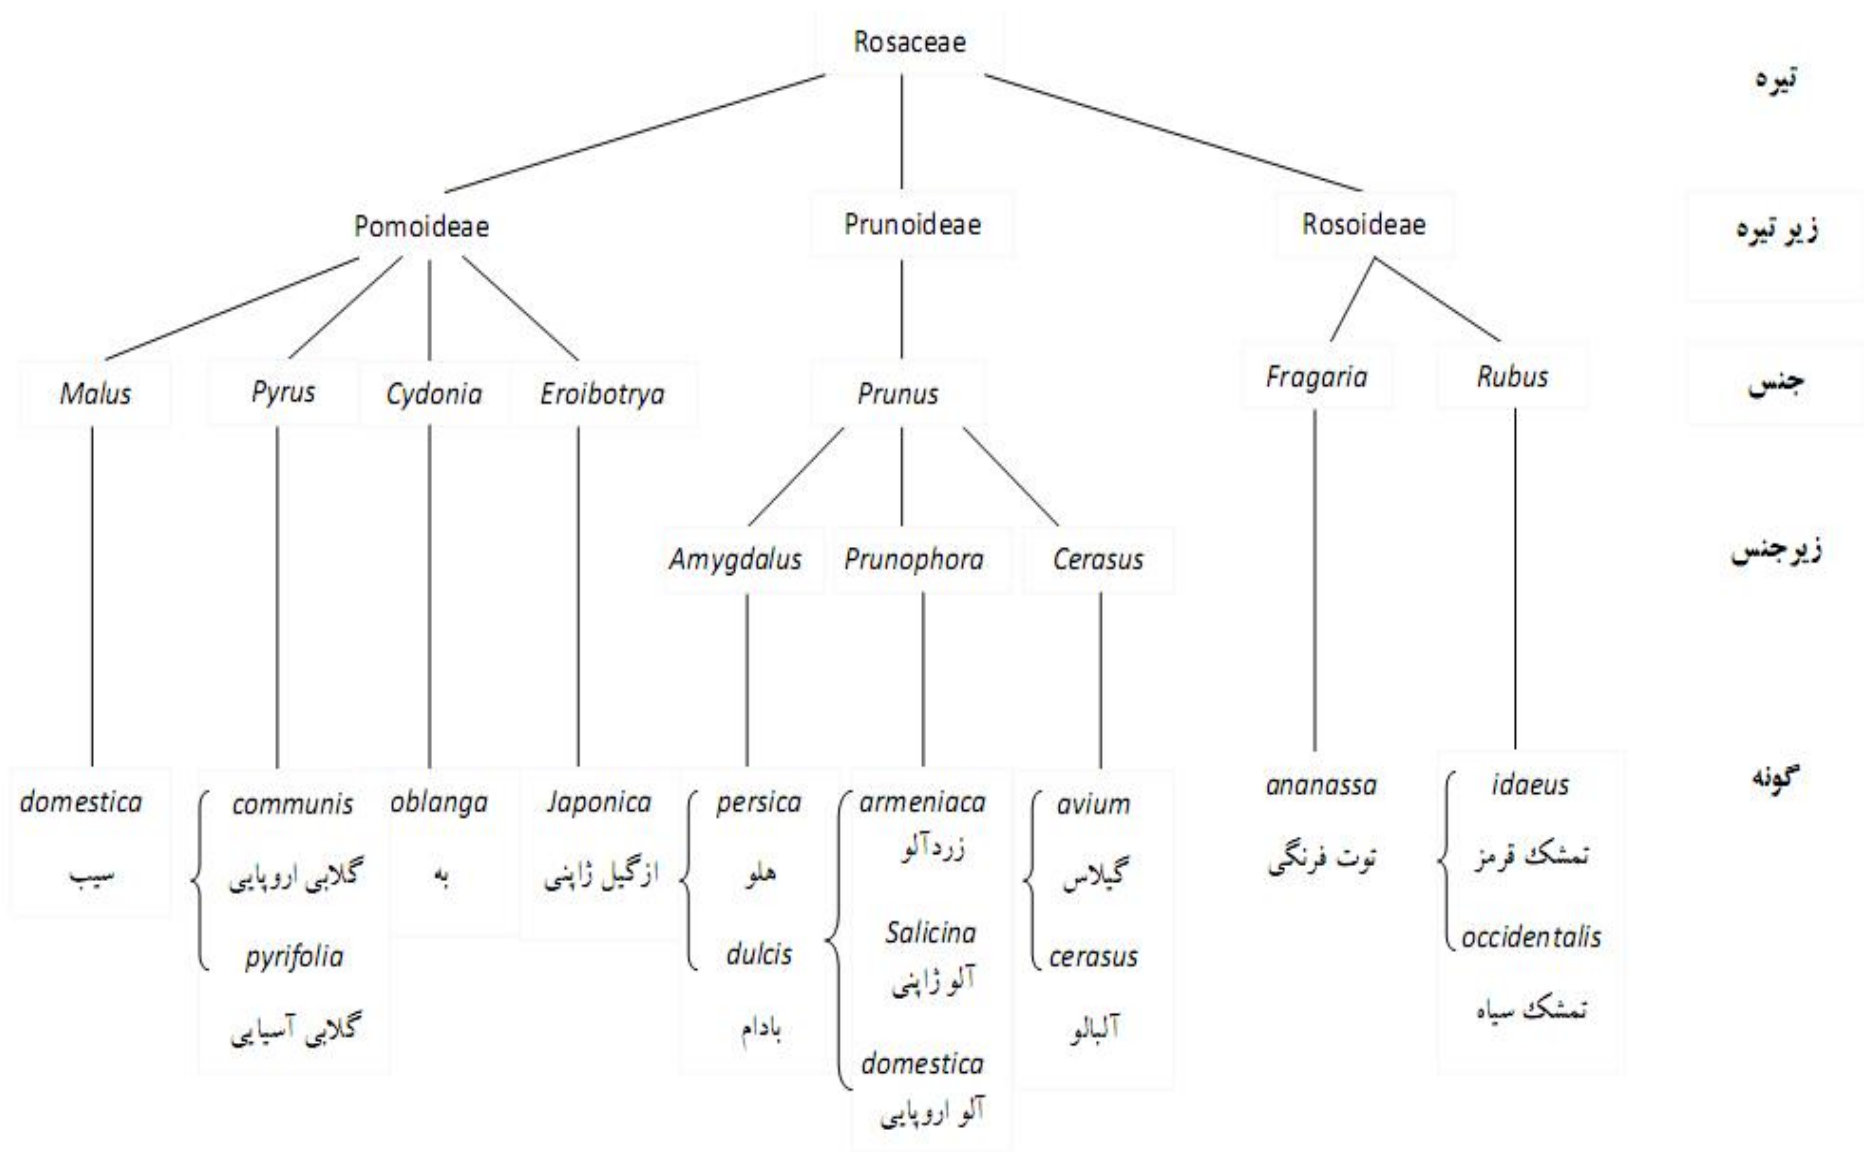 Rosaceae
تیره
Pomoideae
Prunoideae
Rosoideae
زیر تیره
Malus
Pyrus
Cydonia
Eroibotrya
Prunus
Fragaria
Rubus
جنس
Amygdalus
Prunophora
Cerasus
زیرجنس
domestica
سیب
communis
گلابی اروپایی
pyrifolia
گلابی آسیایی
oblanga
به
Japonica
ازگیل ژاپنی
persica
هلو
dulcis
بادام
armeniaca
زردآلو
Salicina
آلو ژاپنی
domestica
آلو اروپایی
avium
گیلاس
cerasus
آلبالو
ananassa
توت فرنگی
idaeus
تمشک قرمز
occidentalis
تمشک سیاه
گونه